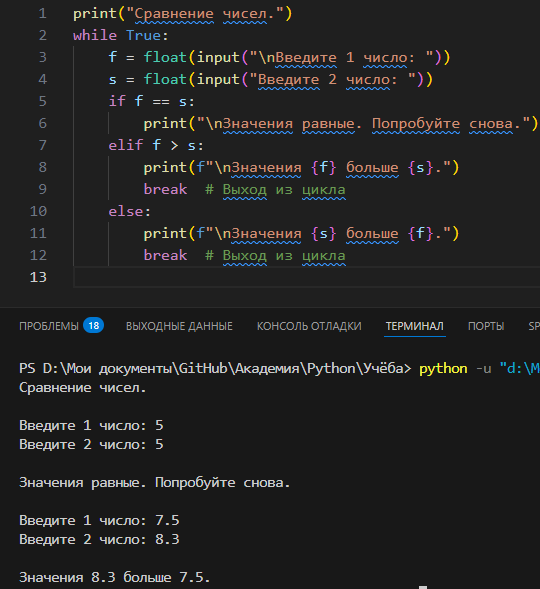 1 print("Сравнение чисел.")
2 while True:
3     f = float(input("\nВведите 1 число: "))
4     s = float(input("Введите 2 число: "))
5     if f == s:
6         print("\nЗначения равные. Попробуйте снова.")
7     elif f > s:
8         print(f"\nЗначения {f} больше {s}.")
9         break  # Выход из цикла
10     else:
11         print(f"\nЗначения {s} больше {f}.")
12         break  # Выход из цикла
13
ПРОБЛЕМЫ 18 ВЫХОДНЫЕ ДАННЫЕ КОНСОЛЬ ОТЛАДКИ ТЕРМИНАЛ ПОРТЫ SP
PS D:\Мои документы\GitHub\Академия\Python\Учёба> python -u "d:\М
Сравнение чисел.
Введите 1 число: 5
Введите 2 число: 5
Значения равные. Попробуйте снова.
Введите 1 число: 7.5
Введите 2 число: 8.3
Значения 8.3 больше 7.5.